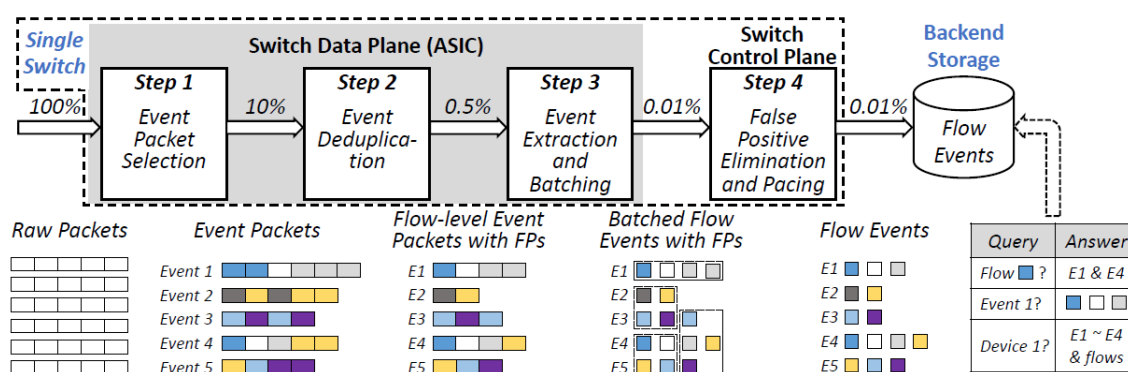 Single
Switch
Switch Data Plane (ASIC)
Switch
Control Plane
Backend
Storage
100%
Step 1
Event
Packet
Selection
10%
Step 2
Event
Deduplica-
tion
0.5%
Step 3
Event
Extraction
and
Batching
0.01%
Step 4
False
Positive
Elimination
and Pacing
0.01%
Flow
Events
Raw Packets
Event Packets
Event 1
Event 2
Event 3
Event 4
Event 5
Flow-level Event
Packets with FPs
E1
E2
E3
E4
E5
Batched Flow
Events with FPs
E1
E2
E3
E4
E5
Flow Events
E1
E2
E3
E4
E5
Query Answer
Flow ? E1 & E4
Event 1?
Device 1? E1 ~ E4
& flows